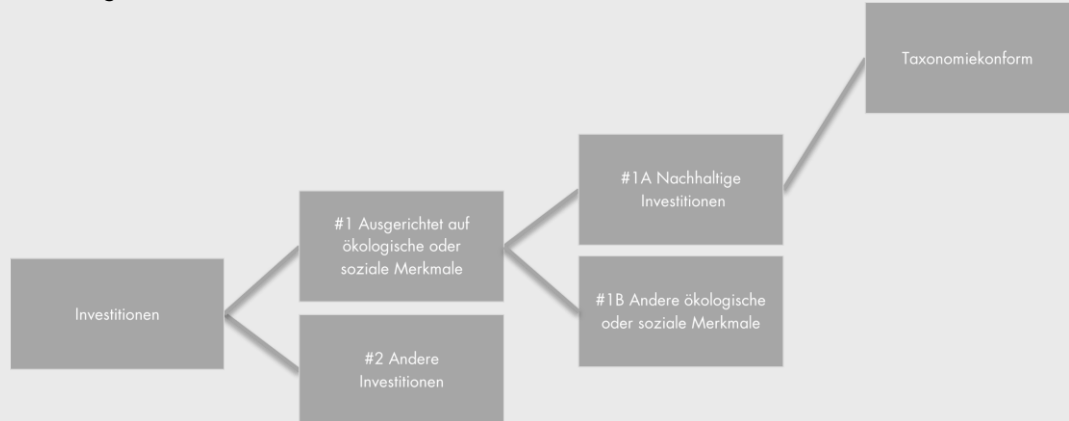 Taxonomiekonform
#1A Nachhaltige
Investitionen
#1 Ausgerichtet auf
ökologische oder
soziale Merkmale
#1B Andere ökologische
oder soziale Merkmale
Investitionen
#2 Andere
Investitionen